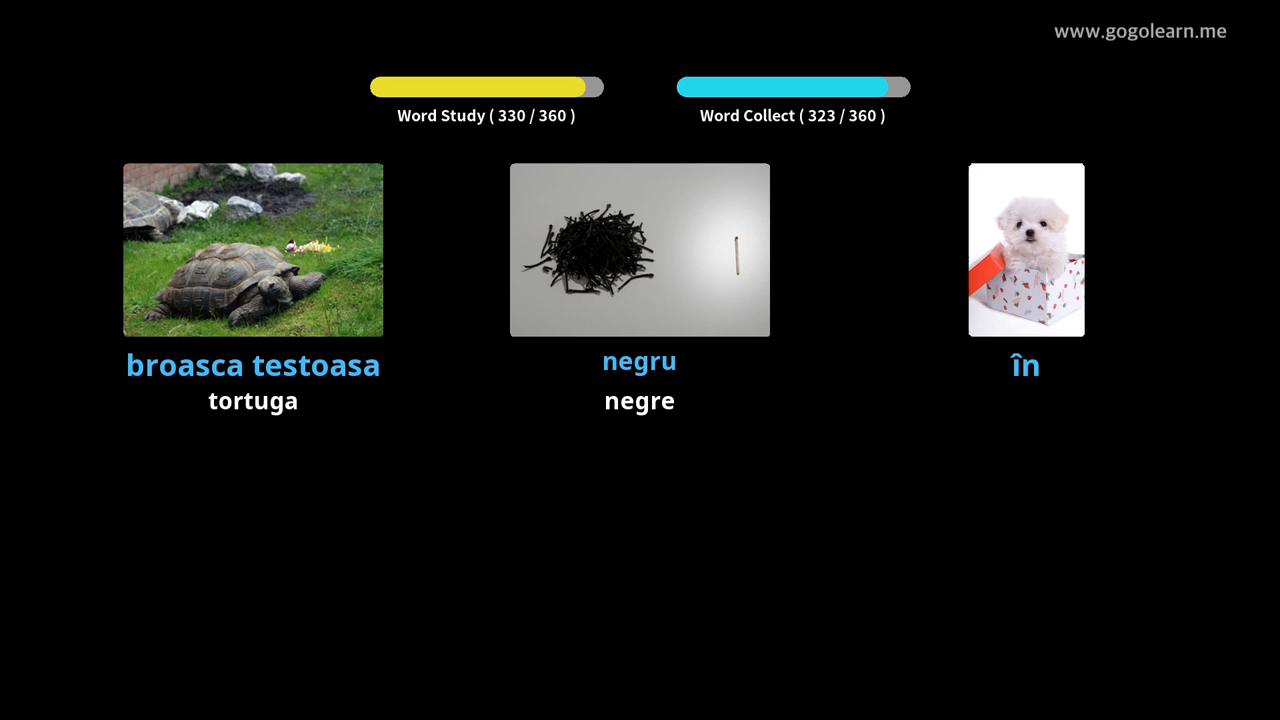 www.gogolearn.me
Word Study ( 330 / 360 )
Word Collect ( 323 / 360 )
broasca testoasa
tortuga
negru
negre
în